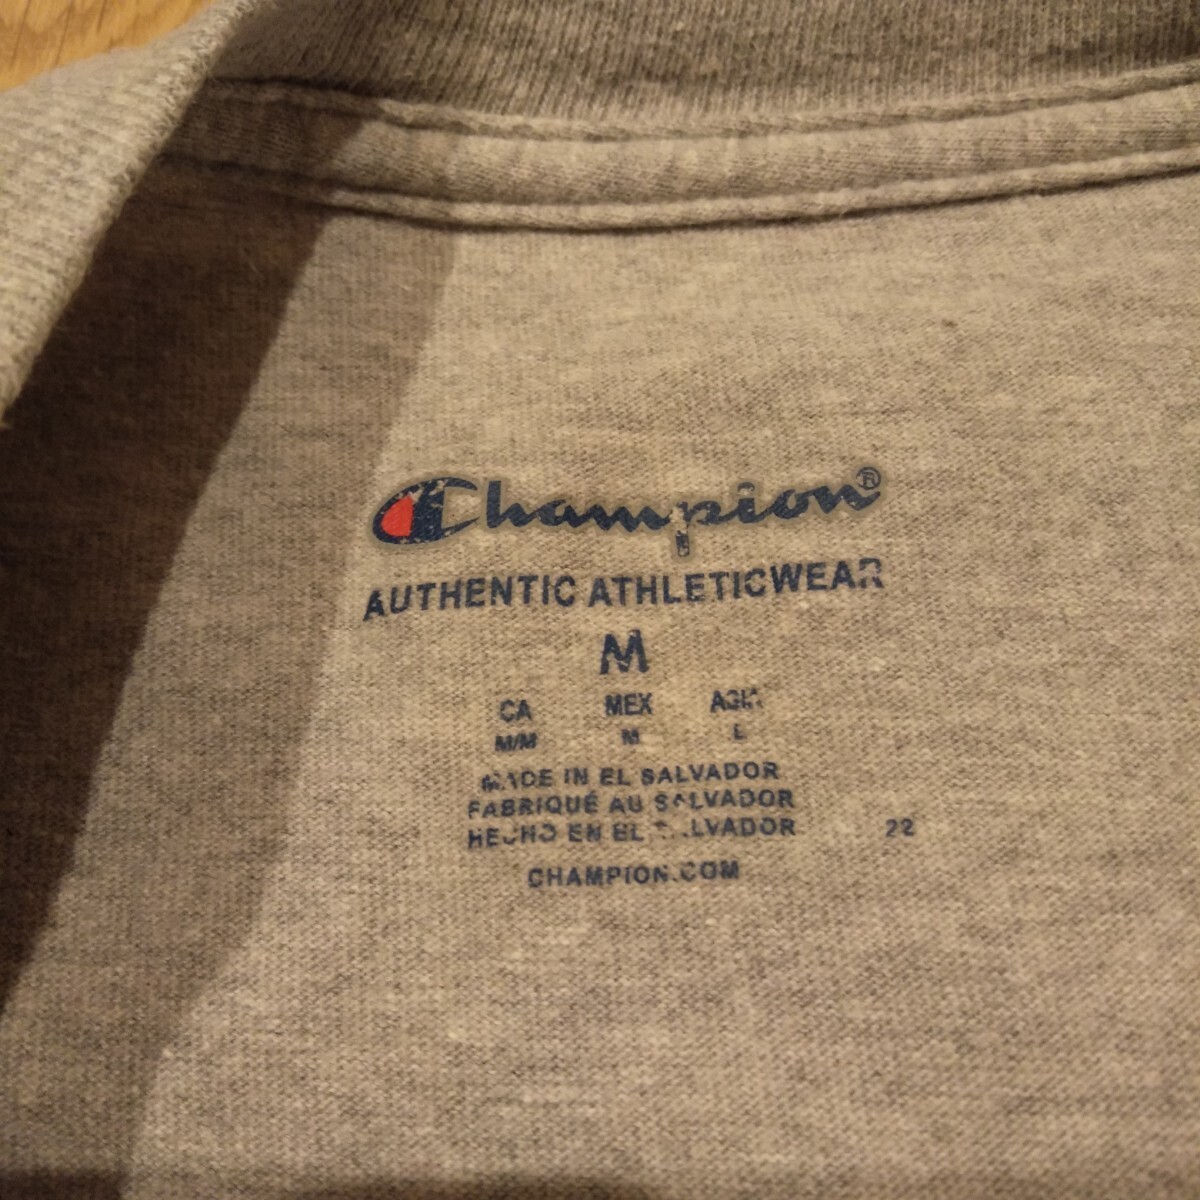 Champion®
AUTHENTIC ATHLETICWEAR
M
CA MEX ASIA
M/M M L
MADE IN EL SALVADOR
FABRIQUÉ AU SALVADOR
HECHO EN EL SALVADOR 22
CHAMPION.COM